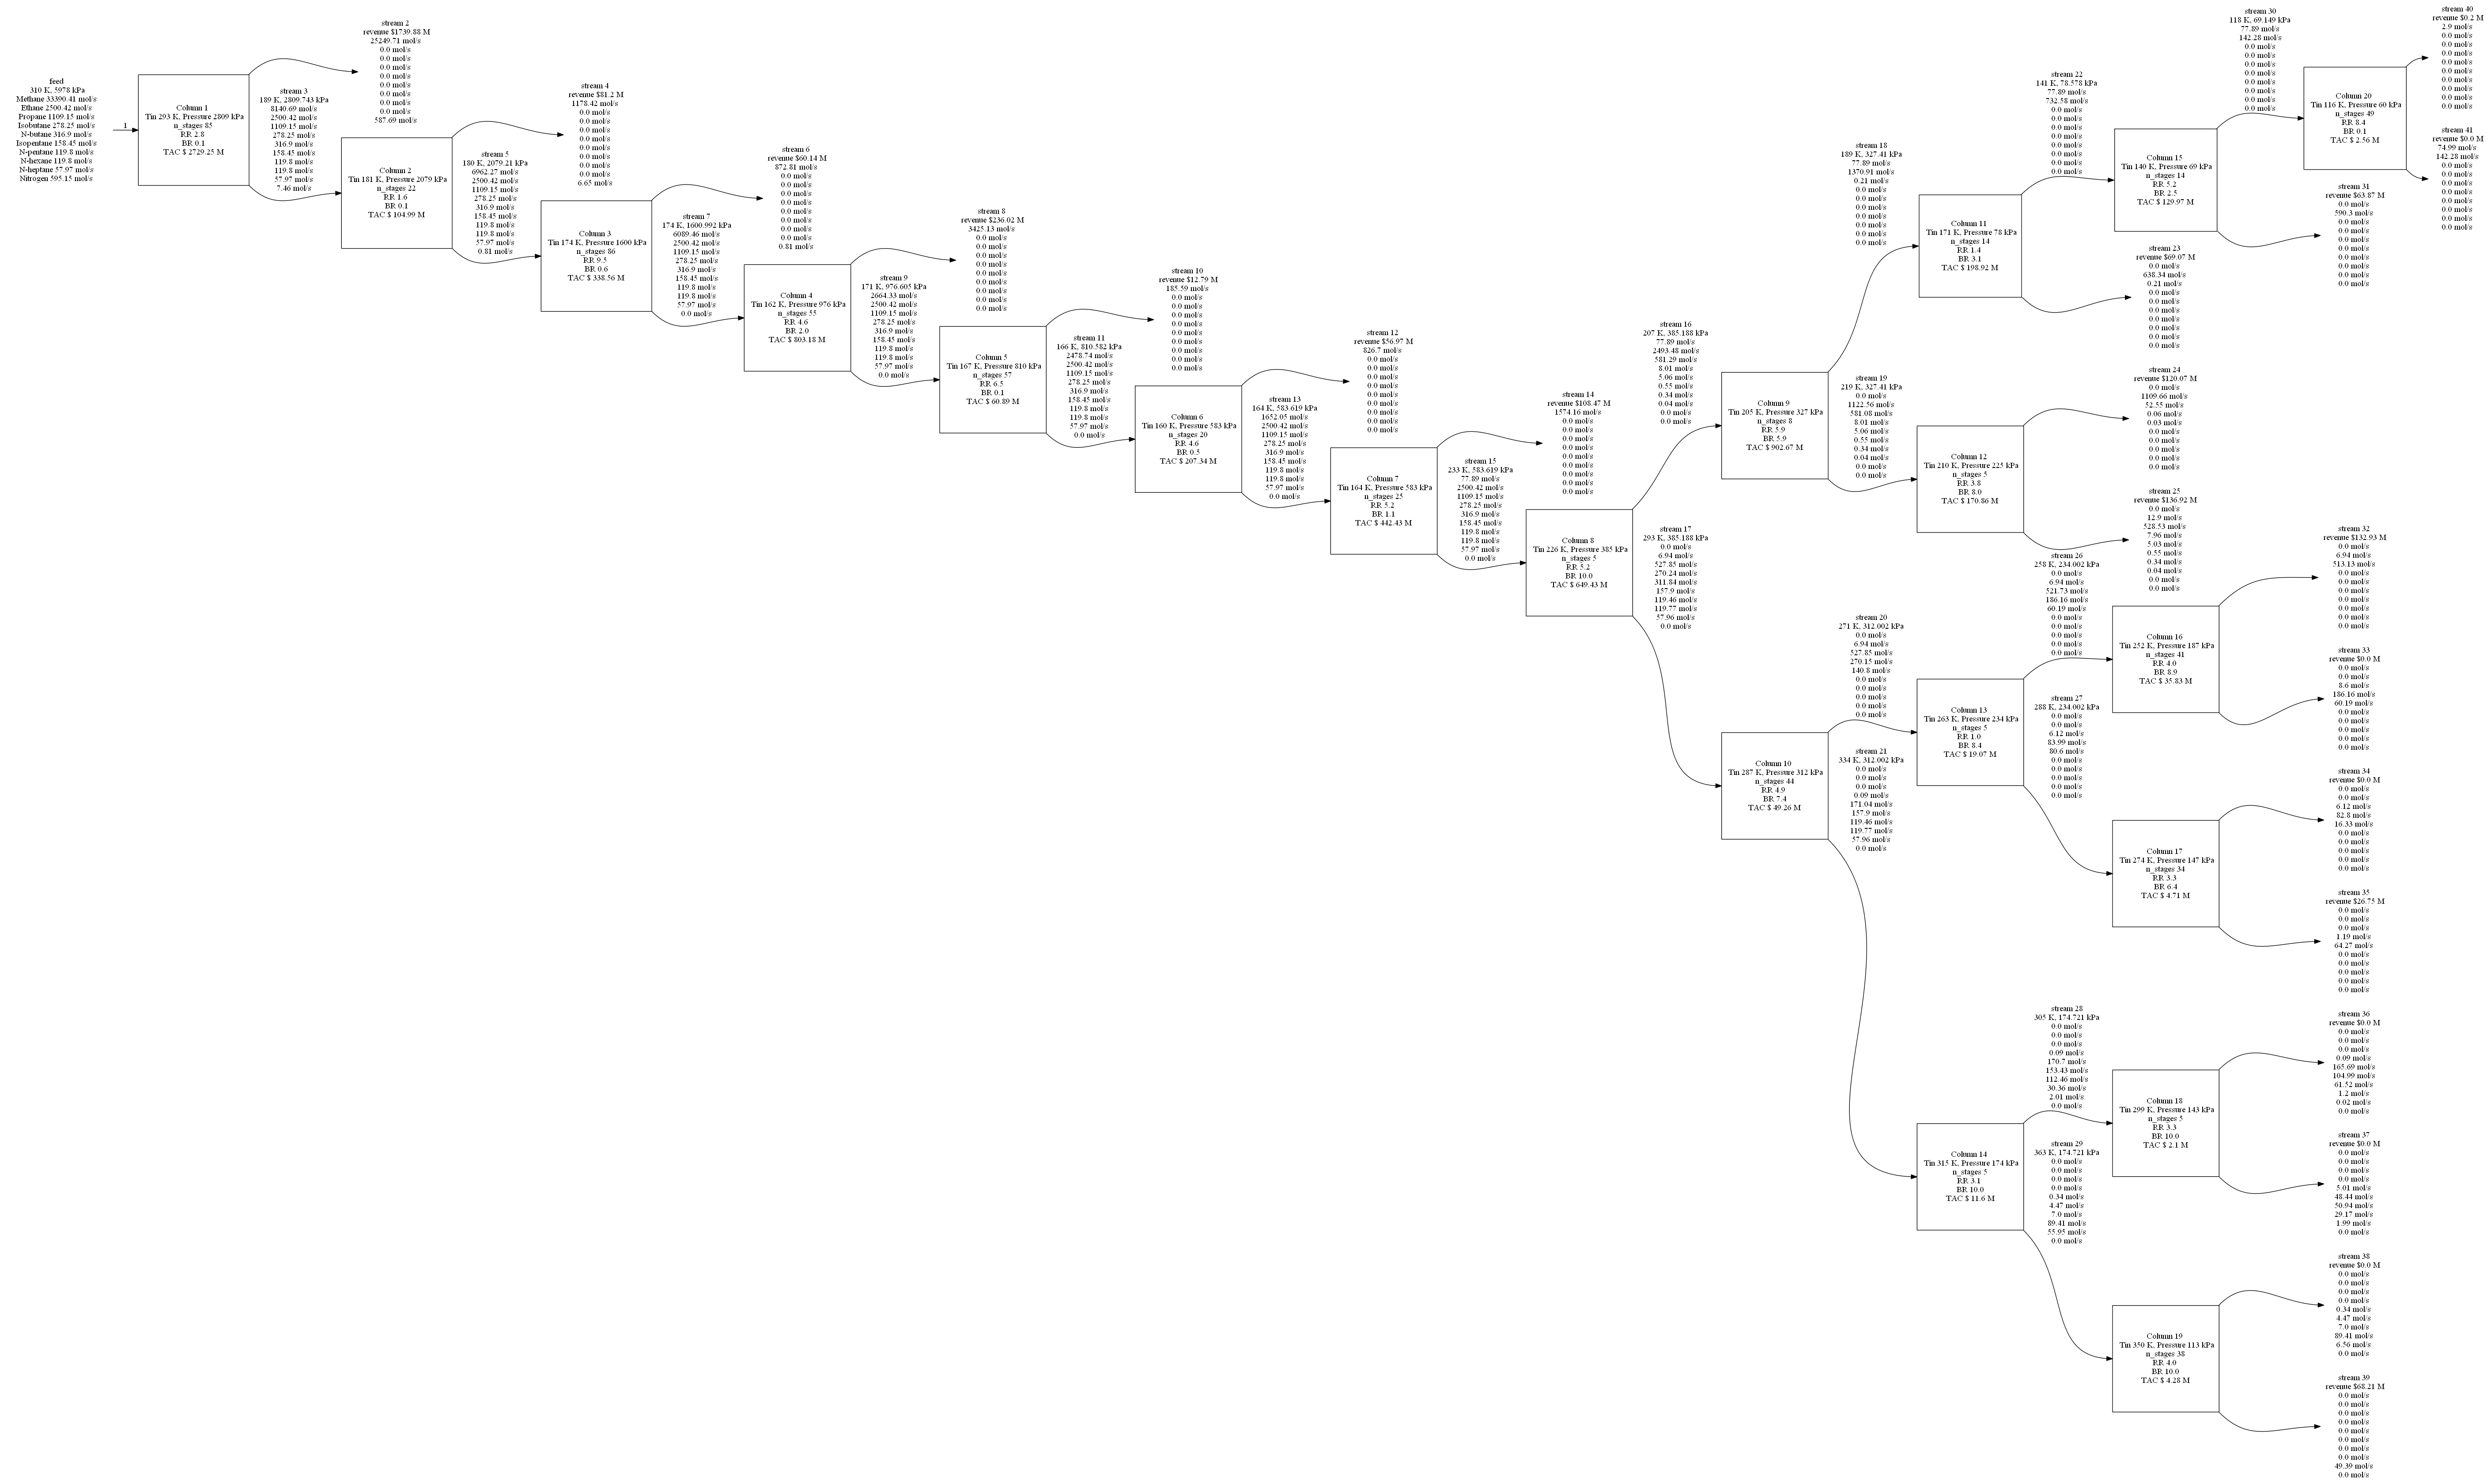 feed
310 K, 5978 kPa
Methane 33390.41 mol/s
Ethane 2500.42 mol/s
Propane 1109.15 mol/s
Isobutane 278.25 mol/s
N-butane 316.9 mol/s
Isopentane 158.45 mol/s
N-pentane 119.8 mol/s
N-hexane 119.8 mol/s
N-heptane 57.97 mol/s
Nitrogen 595.15 mol/s
1
Column 1
Tin 293 K, Pressure 2809 kPa
n_stages 85
RR 2.8
BR 0.1
TAC $ 2729.25 M
stream 2
revenue $1739.88 M
25249.71 mol/s
0.0 mol/s
0.0 mol/s
0.0 mol/s
0.0 mol/s
0.0 mol/s
0.0 mol/s
0.0 mol/s
0.0 mol/s
587.69 mol/s
stream 3
189 K, 2809.743 kPa
8140.69 mol/s
2500.42 mol/s
1109.15 mol/s
278.25 mol/s
316.9 mol/s
158.45 mol/s
119.8 mol/s
119.8 mol/s
57.97 mol/s
7.46 mol/s
Column 2
Tin 181 K, Pressure 2079 kPa
n_stages 22
RR 1.6
BR 0.1
TAC $ 104.99 M
stream 4
revenue $81.2 M
1178.42 mol/s
0.0 mol/s
0.0 mol/s
0.0 mol/s
0.0 mol/s
0.0 mol/s
0.0 mol/s
0.0 mol/s
0.0 mol/s
6.65 mol/s
stream 5
180 K, 2079.21 kPa
6962.27 mol/s
2500.42 mol/s
1109.15 mol/s
278.25 mol/s
316.9 mol/s
158.45 mol/s
119.8 mol/s
119.8 mol/s
57.97 mol/s
0.81 mol/s
Column 3
Tin 174 K, Pressure 1600 kPa
n_stages 86
RR 9.5
BR 0.6
TAC $ 338.56 M
stream 6
revenue $60.14 M
872.81 mol/s
0.0 mol/s
0.0 mol/s
0.0 mol/s
0.0 mol/s
0.0 mol/s
0.0 mol/s
0.0 mol/s
0.0 mol/s
0.81 mol/s
stream 7
174 K, 1600.992 kPa
6089.46 mol/s
2500.42 mol/s
1109.15 mol/s
278.25 mol/s
316.9 mol/s
158.45 mol/s
119.8 mol/s
119.8 mol/s
57.97 mol/s
0.0 mol/s
Column 4
Tin 162 K, Pressure 976 kPa
n_stages 55
RR 4.6
BR 2.0
TAC $ 803.18 M
stream 8
revenue $236.02 M
3425.13 mol/s
0.0 mol/s
0.0 mol/s
0.0 mol/s
0.0 mol/s
0.0 mol/s
0.0 mol/s
0.0 mol/s
0.0 mol/s
0.0 mol/s
stream 9
171 K, 976.605 kPa
2664.33 mol/s
2500.42 mol/s
1109.15 mol/s
278.25 mol/s
316.9 mol/s
158.45 mol/s
119.8 mol/s
119.8 mol/s
57.97 mol/s
0.0 mol/s
Column 5
Tin 167 K, Pressure 810 kPa
n_stages 57
RR 6.5
BR 0.1
TAC $ 60.89 M
stream 10
revenue $12.79 M
185.59 mol/s
0.0 mol/s
0.0 mol/s
0.0 mol/s
0.0 mol/s
0.0 mol/s
0.0 mol/s
0.0 mol/s
0.0 mol/s
0.0 mol/s
stream 11
166 K, 810.582 kPa
2478.74 mol/s
2500.42 mol/s
1109.15 mol/s
278.25 mol/s
316.9 mol/s
158.45 mol/s
119.8 mol/s
119.8 mol/s
57.97 mol/s
0.0 mol/s
Column 6
Tin 160 K, Pressure 583 kPa
n_stages 20
RR 4.6
BR 0.5
TAC $ 207.34 M
stream 12
revenue $56.97 M
826.7 mol/s
0.0 mol/s
0.0 mol/s
0.0 mol/s
0.0 mol/s
0.0 mol/s
0.0 mol/s
0.0 mol/s
0.0 mol/s
0.0 mol/s
stream 13
164 K, 583.619 kPa
1652.05 mol/s
2500.42 mol/s
1109.15 mol/s
278.25 mol/s
316.9 mol/s
158.45 mol/s
119.8 mol/s
119.8 mol/s
57.97 mol/s
0.0 mol/s
Column 7
Tin 164 K, Pressure 583 kPa
n_stages 25
RR 5.2
BR 1.1
TAC $ 442.43 M
stream 14
revenue $108.47 M
1574.16 mol/s
0.0 mol/s
0.0 mol/s
0.0 mol/s
0.0 mol/s
0.0 mol/s
0.0 mol/s
0.0 mol/s
0.0 mol/s
0.0 mol/s
stream 15
233 K, 583.619 kPa
77.89 mol/s
2500.42 mol/s
1109.15 mol/s
278.25 mol/s
316.9 mol/s
158.45 mol/s
119.8 mol/s
119.8 mol/s
57.97 mol/s
0.0 mol/s
Column 8
Tin 226 K, Pressure 385 kPa
n_stages 5
RR 5.2
BR 10.0
TAC $ 649.43 M
stream 16
207 K, 385.188 kPa
77.89 mol/s
2493.48 mol/s
581.29 mol/s
8.01 mol/s
5.06 mol/s
0.55 mol/s
0.34 mol/s
0.04 mol/s
0.0 mol/s
0.0 mol/s
stream 17
293 K, 385.188 kPa
0.0 mol/s
6.94 mol/s
527.85 mol/s
270.24 mol/s
311.84 mol/s
157.9 mol/s
119.46 mol/s
119.77 mol/s
57.96 mol/s
0.0 mol/s
Column 9
Tin 205 K, Pressure 327 kPa
n_stages 8
RR 5.9
BR 5.9
TAC $ 902.67 M
stream 18
189 K, 327.41 kPa
77.89 mol/s
1370.91 mol/s
0.21 mol/s
0.0 mol/s
0.0 mol/s
0.0 mol/s
0.0 mol/s
0.0 mol/s
0.0 mol/s
0.0 mol/s
stream 19
219 K, 327.41 kPa
0.0 mol/s
1122.56 mol/s
581.08 mol/s
8.01 mol/s
5.06 mol/s
0.55 mol/s
0.34 mol/s
0.04 mol/s
0.0 mol/s
0.0 mol/s
Column 10
Tin 287 K, Pressure 312 kPa
n_stages 44
RR 4.9
BR 7.4
TAC $ 49.26 M
stream 20
271 K, 312.002 kPa
0.0 mol/s
6.94 mol/s
527.85 mol/s
270.15 mol/s
140.8 mol/s
0.0 mol/s
0.0 mol/s
0.0 mol/s
0.0 mol/s
0.0 mol/s
stream 21
334 K, 312.002 kPa
0.0 mol/s
0.0 mol/s
0.0 mol/s
0.09 mol/s
171.04 mol/s
157.9 mol/s
119.46 mol/s
119.77 mol/s
57.96 mol/s
0.0 mol/s
Column 11
Tin 171 K, Pressure 78 kPa
n_stages 14
RR 1.4
BR 3.1
TAC $ 198.92 M
stream 22
141 K, 78.578 kPa
77.89 mol/s
732.58 mol/s
0.0 mol/s
0.0 mol/s
0.0 mol/s
0.0 mol/s
0.0 mol/s
0.0 mol/s
0.0 mol/s
0.0 mol/s
stream 23
revenue $69.07 M
0.0 mol/s
638.34 mol/s
0.21 mol/s
0.0 mol/s
0.0 mol/s
0.0 mol/s
0.0 mol/s
0.0 mol/s
0.0 mol/s
0.0 mol/s
Column 12
Tin 210 K, Pressure 225 kPa
n_stages 5
RR 3.8
BR 8.0
TAC $ 170.86 M
stream 24
revenue $120.07 M
0.0 mol/s
1109.66 mol/s
52.55 mol/s
0.06 mol/s
0.03 mol/s
0.0 mol/s
0.0 mol/s
0.0 mol/s
0.0 mol/s
0.0 mol/s
stream 25
revenue $136.92 M
0.0 mol/s
12.9 mol/s
528.53 mol/s
7.96 mol/s
5.03 mol/s
0.55 mol/s
0.34 mol/s
0.04 mol/s
0.0 mol/s
0.0 mol/s
Column 13
Tin 263 K, Pressure 234 kPa
n_stages 5
RR 1.0
BR 8.4
TAC $ 19.07 M
stream 26
258 K, 234.002 kPa
0.0 mol/s
6.94 mol/s
521.73 mol/s
186.16 mol/s
60.19 mol/s
0.0 mol/s
0.0 mol/s
0.0 mol/s
0.0 mol/s
0.0 mol/s
stream 27
288 K, 234.002 kPa
0.0 mol/s
0.0 mol/s
6.12 mol/s
83.99 mol/s
80.6 mol/s
0.0 mol/s
0.0 mol/s
0.0 mol/s
0.0 mol/s
0.0 mol/s
Column 14
Tin 315 K, Pressure 174 kPa
n_stages 5
RR 3.1
BR 10.0
TAC $ 11.6 M
stream 28
305 K, 174.721 kPa
0.0 mol/s
0.0 mol/s
0.0 mol/s
0.09 mol/s
170.7 mol/s
153.43 mol/s
112.46 mol/s
30.36 mol/s
2.01 mol/s
0.0 mol/s
stream 29
363 K, 174.721 kPa
0.0 mol/s
0.0 mol/s
0.0 mol/s
0.0 mol/s
0.34 mol/s
4.47 mol/s
7.0 mol/s
89.41 mol/s
55.95 mol/s
0.0 mol/s
Column 15
Tin 140 K, Pressure 69 kPa
n_stages 14
RR 5.2
BR 2.5
TAC $ 129.97 M
stream 30
118 K, 69.149 kPa
77.89 mol/s
142.28 mol/s
0.0 mol/s
0.0 mol/s
0.0 mol/s
0.0 mol/s
0.0 mol/s
0.0 mol/s
0.0 mol/s
0.0 mol/s
stream 31
revenue $63.87 M
0.0 mol/s
590.3 mol/s
0.0 mol/s
0.0 mol/s
0.0 mol/s
0.0 mol/s
0.0 mol/s
0.0 mol/s
0.0 mol/s
0.0 mol/s
Column 16
Tin 252 K, Pressure 187 kPa
n_stages 41
RR 4.0
BR 8.9
TAC $ 35.83 M
stream 32
revenue $132.93 M
0.0 mol/s
6.94 mol/s
513.13 mol/s
0.0 mol/s
0.0 mol/s
0.0 mol/s
0.0 mol/s
0.0 mol/s
0.0 mol/s
0.0 mol/s
stream 33
revenue $0.0 M
0.0 mol/s
0.0 mol/s
8.6 mol/s
186.16 mol/s
60.19 mol/s
0.0 mol/s
0.0 mol/s
0.0 mol/s
0.0 mol/s
0.0 mol/s
Column 17
Tin 274 K, Pressure 147 kPa
n_stages 34
RR 3.3
BR 6.4
TAC $ 4.71 M
stream 34
revenue $0.0 M
0.0 mol/s
0.0 mol/s
6.12 mol/s
82.8 mol/s
16.33 mol/s
0.0 mol/s
0.0 mol/s
0.0 mol/s
0.0 mol/s
0.0 mol/s
stream 35
revenue $26.75 M
0.0 mol/s
0.0 mol/s
0.0 mol/s
1.19 mol/s
64.27 mol/s
0.0 mol/s
0.0 mol/s
0.0 mol/s
0.0 mol/s
0.0 mol/s
Column 18
Tin 299 K, Pressure 143 kPa
n_stages 5
RR 3.3
BR 10.0
TAC $ 2.1 M
stream 36
revenue $0.0 M
0.0 mol/s
0.0 mol/s
0.0 mol/s
0.09 mol/s
165.69 mol/s
104.99 mol/s
61.52 mol/s
1.2 mol/s
0.02 mol/s
0.0 mol/s
stream 37
revenue $0.0 M
0.0 mol/s
0.0 mol/s
0.0 mol/s
0.0 mol/s
5.01 mol/s
48.44 mol/s
50.94 mol/s
29.17 mol/s
1.99 mol/s
0.0 mol/s
Column 19
Tin 350 K, Pressure 113 kPa
n_stages 38
RR 4.0
BR 10.0
TAC $ 4.28 M
stream 38
revenue $0.0 M
0.0 mol/s
0.0 mol/s
0.0 mol/s
0.0 mol/s
0.34 mol/s
4.47 mol/s
7.0 mol/s
89.41 mol/s
6.56 mol/s
0.0 mol/s
stream 39
revenue $68.21 M
0.0 mol/s
0.0 mol/s
0.0 mol/s
0.0 mol/s
0.0 mol/s
0.0 mol/s
0.0 mol/s
0.0 mol/s
49.39 mol/s
0.0 mol/s
Column 20
Tin 116 K, Pressure 60 kPa
n_stages 49
RR 8.4
BR 0.1
TAC $ 2.56 M
stream 40
revenue $0.2 M
2.9 mol/s
0.0 mol/s
0.0 mol/s
0.0 mol/s
0.0 mol/s
0.0 mol/s
0.0 mol/s
0.0 mol/s
0.0 mol/s
0.0 mol/s
stream 41
revenue $0.0 M
74.99 mol/s
142.28 mol/s
0.0 mol/s
0.0 mol/s
0.0 mol/s
0.0 mol/s
0.0 mol/s
0.0 mol/s
0.0 mol/s
0.0 mol/s